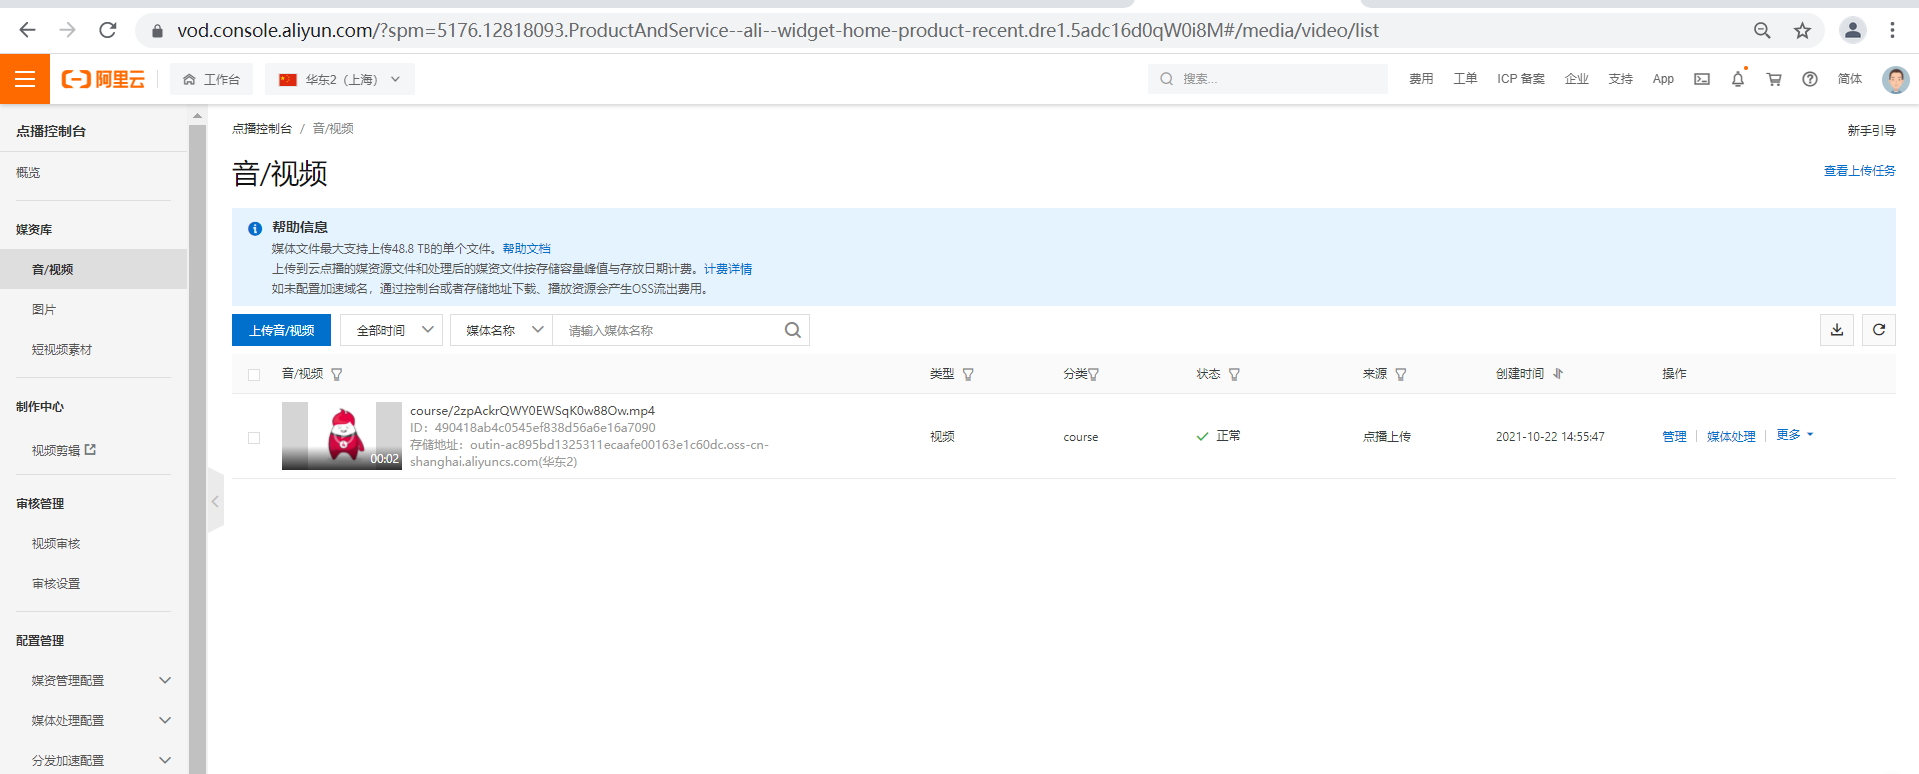 vod.console.aliyun.com/?spm=5176.12818093.ProductAndService--ali--widget-home-product-recent.dre1.5adc16d0qW0i8M#/media/video/list
阿里云
工作台
华东2（上海）
搜索...
费用
工单
ICP 备案
企业
支持
App
简体
点播控制台
概览
媒资库
音/视频
图片
短视频素材
制作中心
视频剪辑
审核管理
视频审核
审核设置
配置管理
媒资管理配置
媒体处理配置
分发加速配置
点播控制台 / 音/视频
新手引导
音/视频
查看上传任务
帮助信息
媒体文件最大支持上传48.8 TB的单个文件。帮助文档
上传到云点播的媒资源文件和处理后的媒资文件按存储容量峰值与存放日期计费。计费详情
如未配置加速域名，通过控制台或者存储地址下载、播放资源会产生OSS流出费用。
上传音/视频
全部时间
媒体名称
请输入媒体名称
音/视频
类型
分类
状态
来源
创建时间
操作
00:02
course/2zpAckrQWY0EWSqK0w88Ow.mp4
ID：490418ab4c0545ef838d56a6e16a7090
存储地址：outin-ac895bd1325311ecaafe00163e1c60dc.oss-cn-
shanghai.aliyuncs.com(华东2)
视频
course
正常
点播上传
2021-10-22 14:55:47
管理
媒体处理
更多